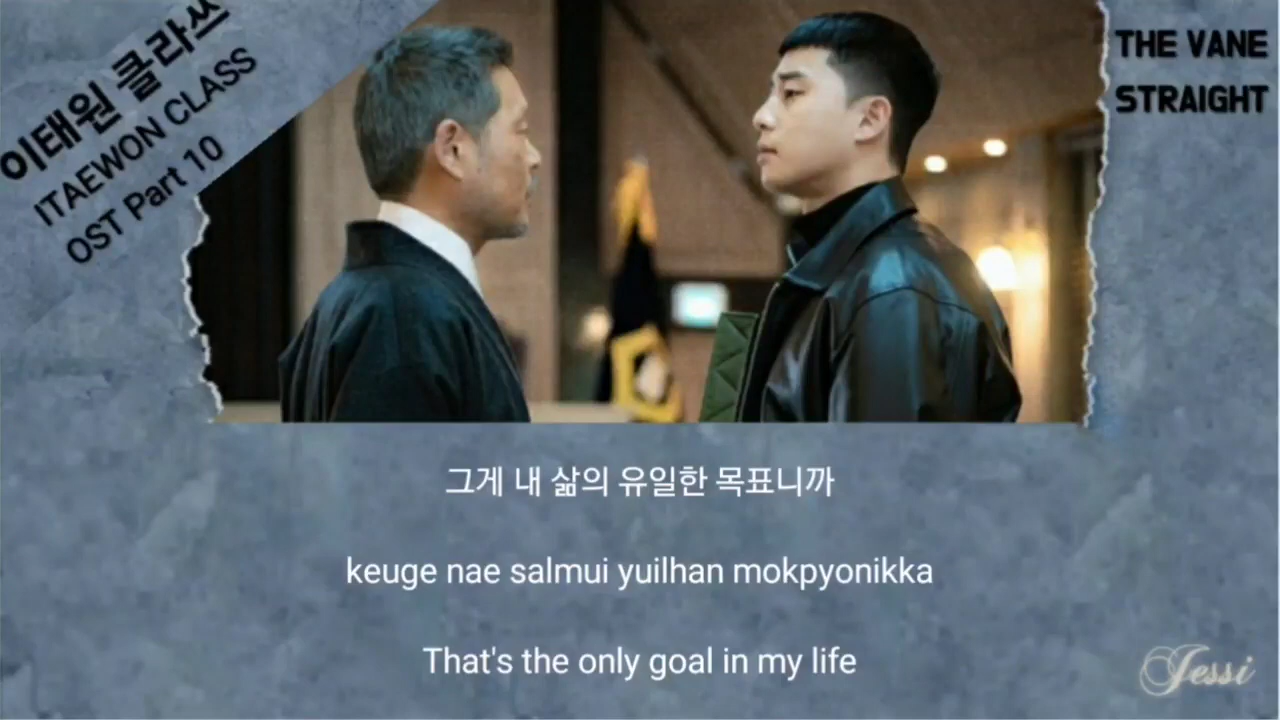 이태원 클라쓰
ITAEWON CLASS
OST Part 10
THE VANE
STRAIGHT
그게 내 삶의 유일한 목표니까
keuge nae salmui yuilhan mokpyonikka
That's the only goal in my life
Jessi